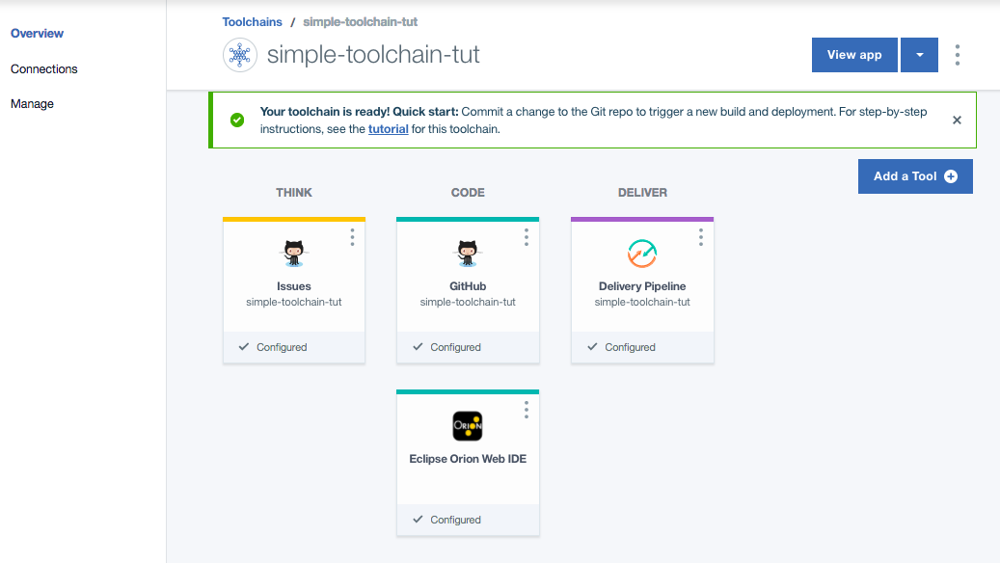 Overview
Connections
Manage
Toolchains / simple-toolchain-tut
simple-toolchain-tut
View app
Your toolchain is ready! Quick start: Commit a change to the Git repo to trigger a new build and deployment. For step-by-step
instructions, see the tutorial for this toolchain.
Add a Tool
THINK
CODE
DELIVER
Issues
simple-toolchain-tut
Configured
GitHub
simple-toolchain-tut
Configured
Delivery Pipeline
simple-toolchain-tut
Configured
ORION
Eclipse Orion Web IDE
Configured